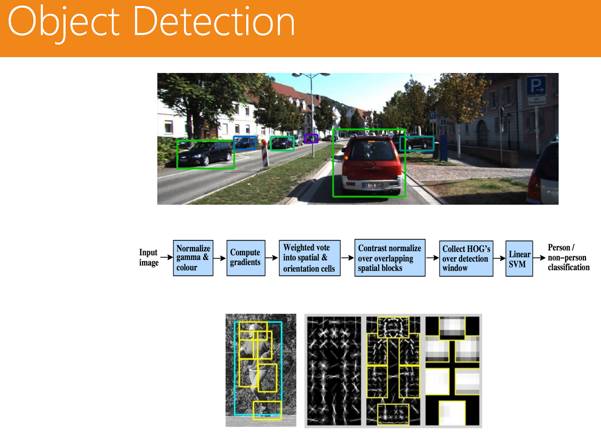 Object Detection
P
Input
image
Normalize
gamma &
colour
Compute
gradients
Weighted vote
into spatial &
orientation cells
Contrast normalize
over overlapping
spatial blocks
Collect HOG's
over detection
window
Linear
SVM
Person /
non-person
classification